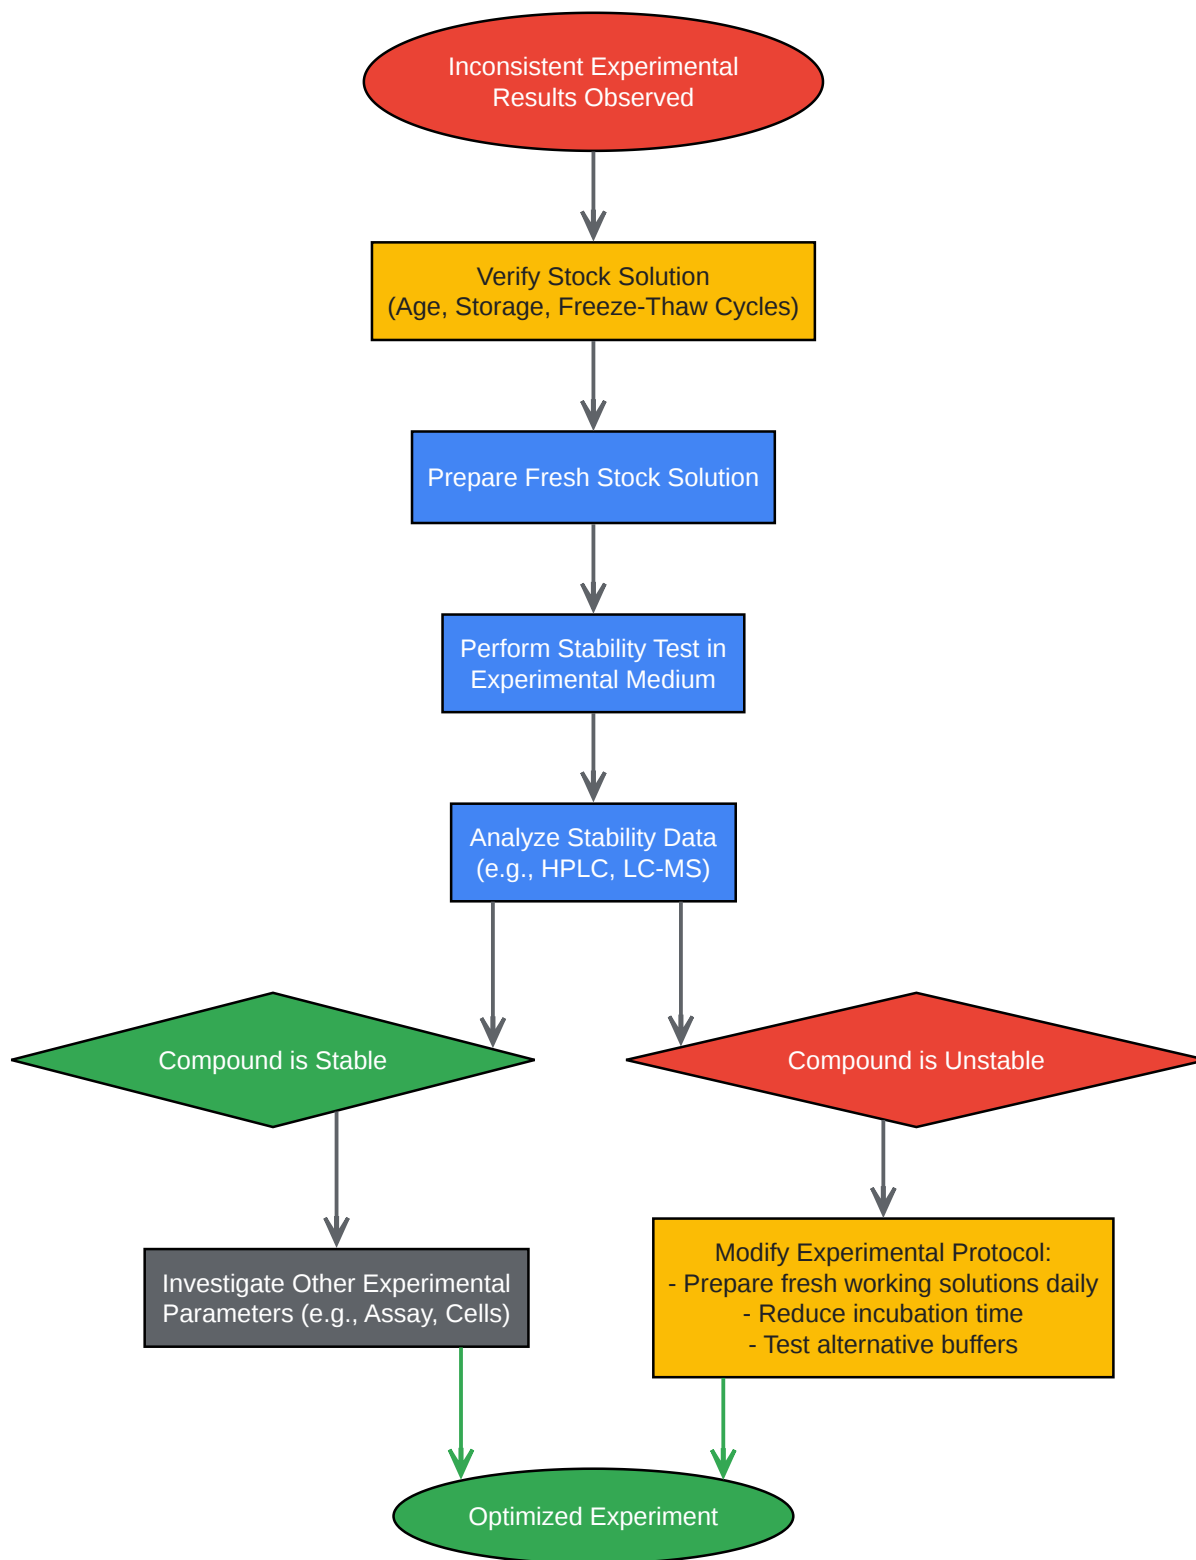 Inconsistent Experimental
Results Observed
Verify Stock Solution
(Age, Storage, Freeze-Thaw Cycles)
Prepare Fresh Stock Solution
Perform Stability Test in
Experimental Medium
Analyze Stability Data
(e.g., HPLC, LC-MS)
Compound is Stable
Compound is Unstable
Investigate Other Experimental
Parameters (e.g., Assay, Cells)
Modify Experimental Protocol:
- Prepare fresh working solutions daily
- Reduce incubation time
- Test alternative buffers
Optimized Experiment